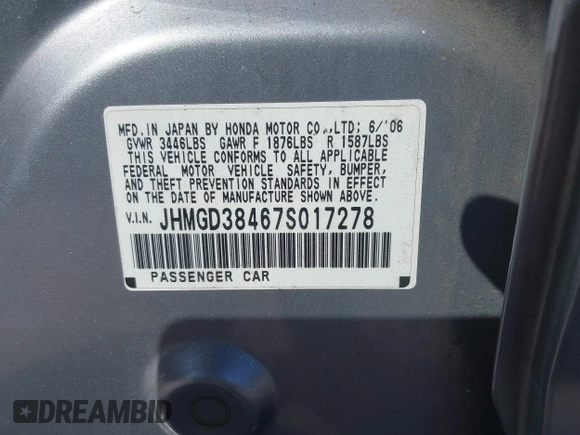 MFD. IN JAPAN BY HONDA MOTOR CO.,LTD; 6/'06
GVWR 3446LBS GAWR F 1876LBS R 1587LBS
THIS VEHICLE CONFORMS TO ALL APPLICABLE
FEDERAL MOTOR VEHICLE SAFETY, BUMPER,
AND THEFT PREVENTION STANDARDS IN EFFECT
ON THE DATE OF MANUFACTURE SHOWN ABOVE.
V.I.N. JHMGD38467S017278
PASSENGER CAR
DREAMBID